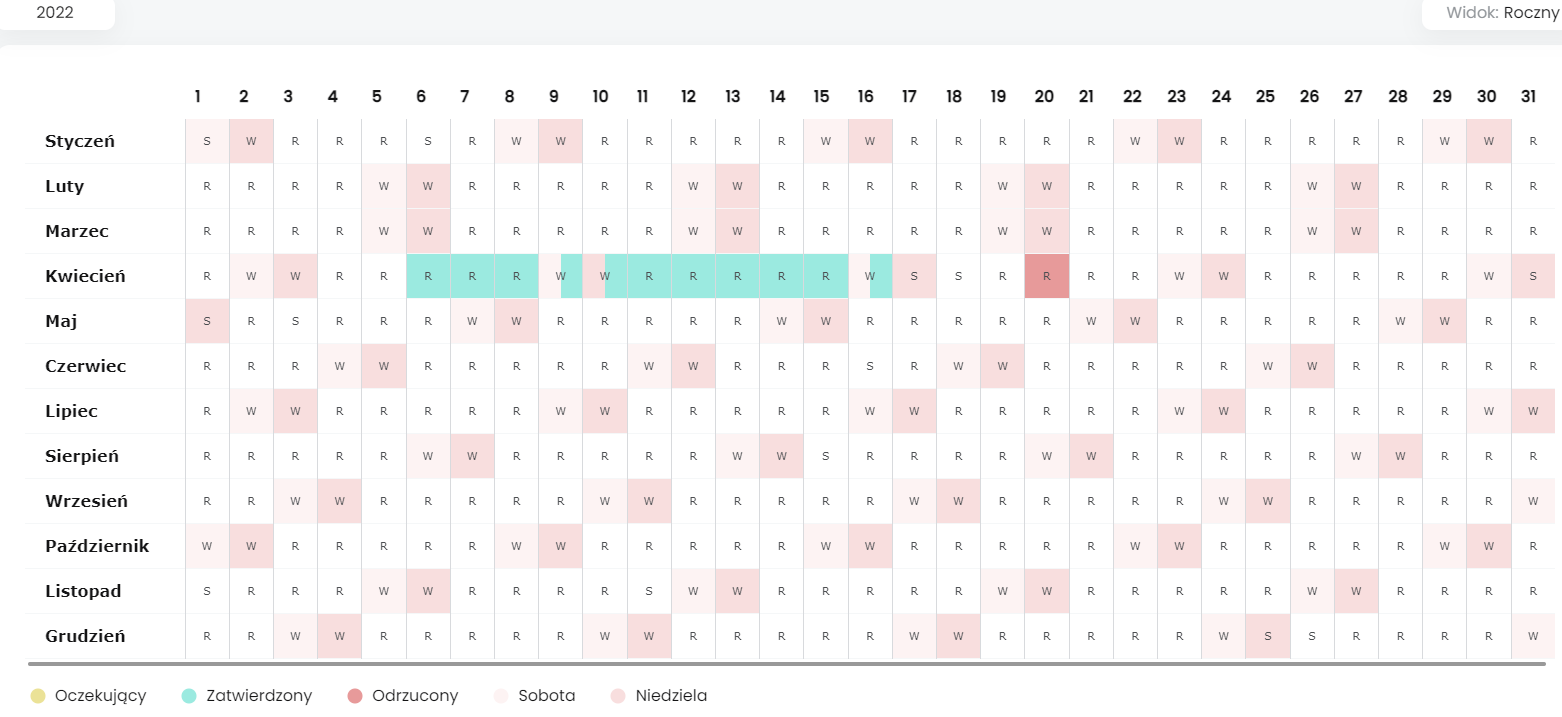 2022 Widok: Roczny
1 2 3 4 5 6 7 8 9 10 11 12 13 14 15 16 17 18 19 20 21 22 23 24 25 26 27 28 29 30 31
Styczeń S W R R R S R W W R R R R R W W R R R R R W W R R R R R W W R
Luty R R R R W W R R R R R W W R R R R R W W R R R R R W W R R R R
Marzec R R R R W W R R R R R W W R R R R R W W R R R R R W W R R R R
Kwiecień R W W R R R R R W W R R R R R W S S R R R R W W R R R R R W S
Maj S R S R R R W W R R R R R W W R R R R R W W R R R R R W W R R
Czerwiec R R R W W R R R R R W W R R R S R W W R R R R R W W R R R R R
Lipiec R W W R R R R R W W R R R R R W W R R R R R W W R R R R R W W
Sierpień R R R R R W W R R R R R W W S R R R R W W R R R R R W W R R R
Wrzesień R R W W R R R R R W W R R R R R W W R R R R R W W R R R R R W
Październik W W R R R R R W W R R R R R W W R R R R R W W R R R R R W W R
Listopad S R R R W W R R R R S W W R R R R R W W R R R R R W W R R R R
Grudzień R R W W R R R R R W W R R R R R W W R R R R R W S S R R R R W
Oczekujący Zatwierdzony Odrzucony Sobota Niedziela